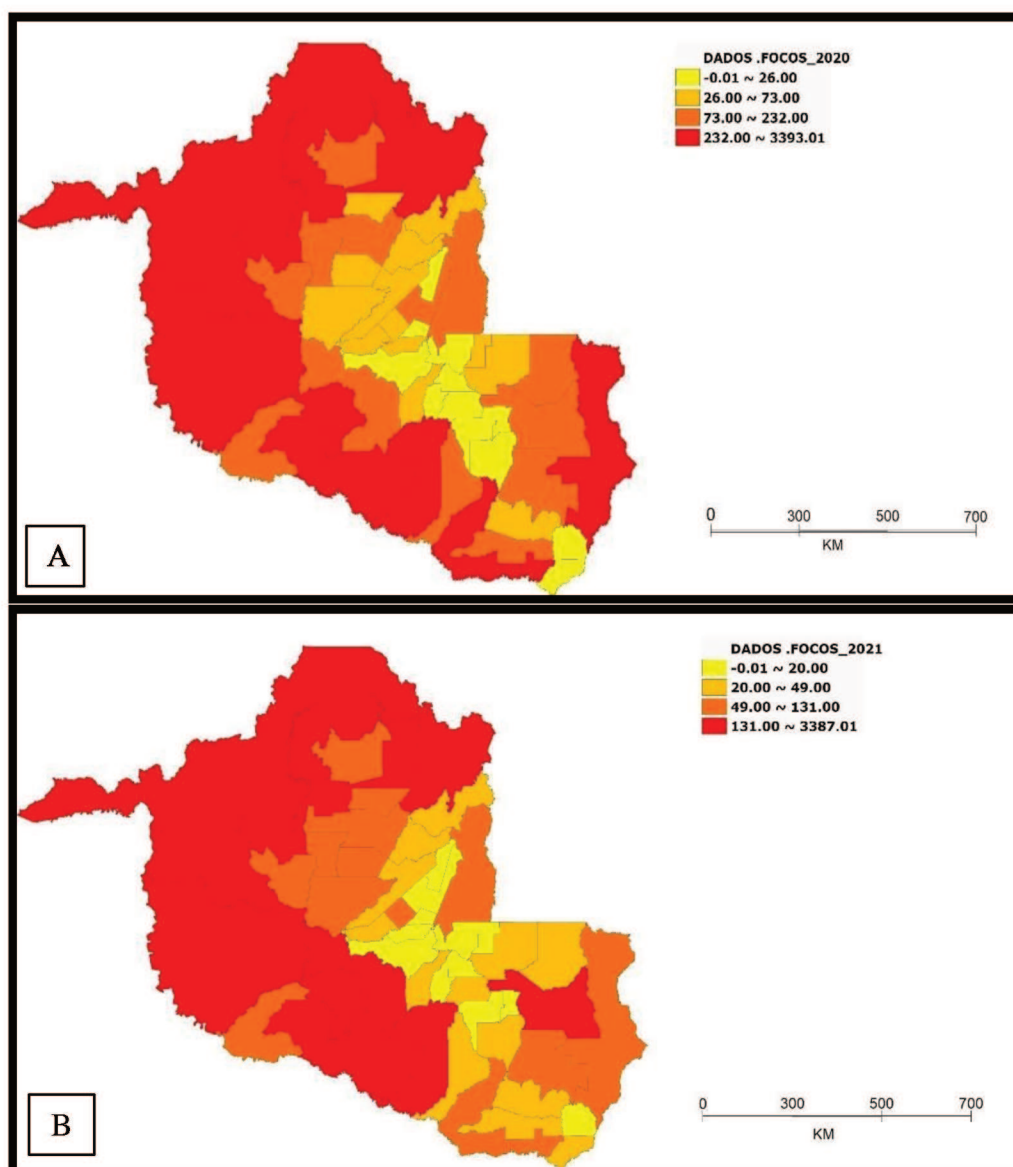 DADOS .FOCOS_2020
-0.01 ~ 26.00
26.00 ~ 73.00
73.00 ~ 232.00
232.00 ~ 3393.01
0 300 500 700
KM
A
DADOS .FOCOS_2021
-0.01 ~ 20.00
20.00 ~ 49.00
49.00 ~ 131.00
131.00 ~ 3387.01
0 300 500 700
KM
B